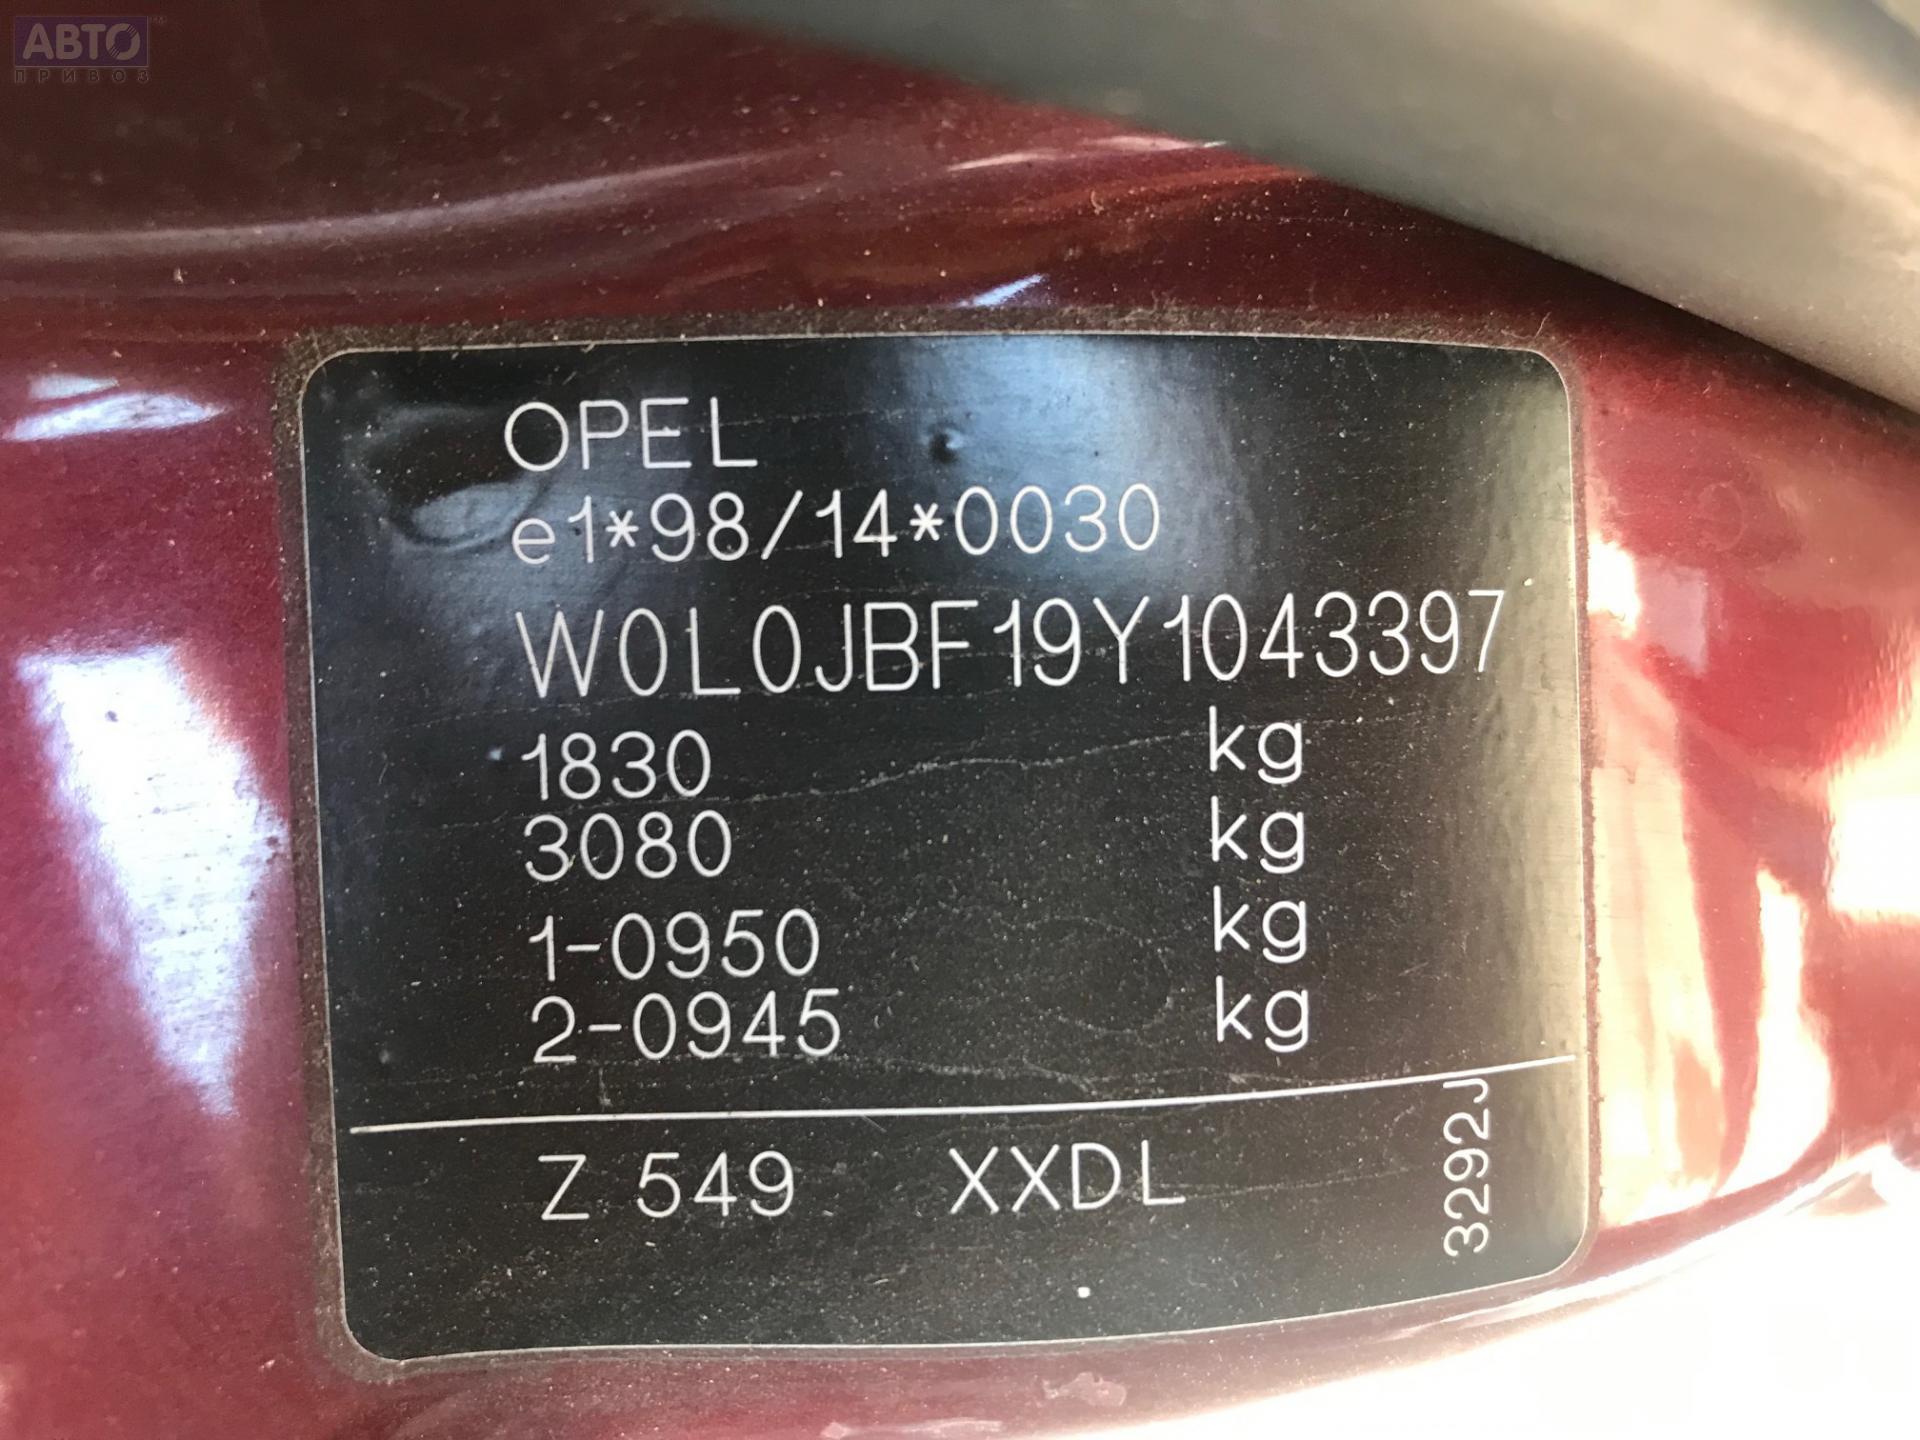 АВТО
ПРИВОЗ
OPEL
e1*98/14*0030
W0L0JBF19Y1043397
1830 kg
3080 kg
1-0950 kg
2-0945 kg
Z 549 XXDL
3292J